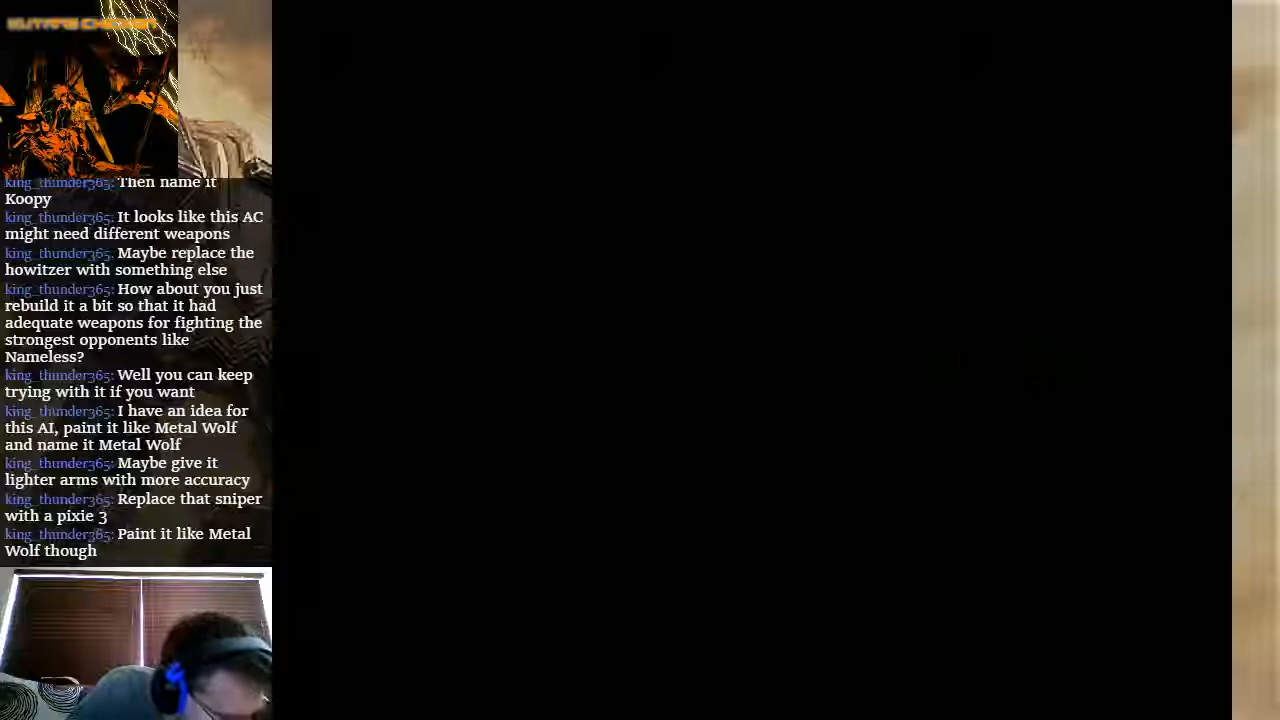 king_thunder365: Then name it
Koopy
king_thunder365: It looks like this AC
might need different weapons
king_thunder365: Maybe replace the
howitzer with something else
king_thunder365: How about you just
rebuild it a bit so that it had
adequate weapons for fighting the
strongest opponents like
Nameless?
king_thunder365: Well you can keep
trying with it if you want
king_thunder365: I have an idea for
this AI, paint it like Metal Wolf
and name it Metal Wolf
king_thunder365: Maybe give it
lighter arms with more accuracy
king_thunder365: Replace that sniper
with a pixie 3
king_thunder365: Paint it like Metal
Wolf though